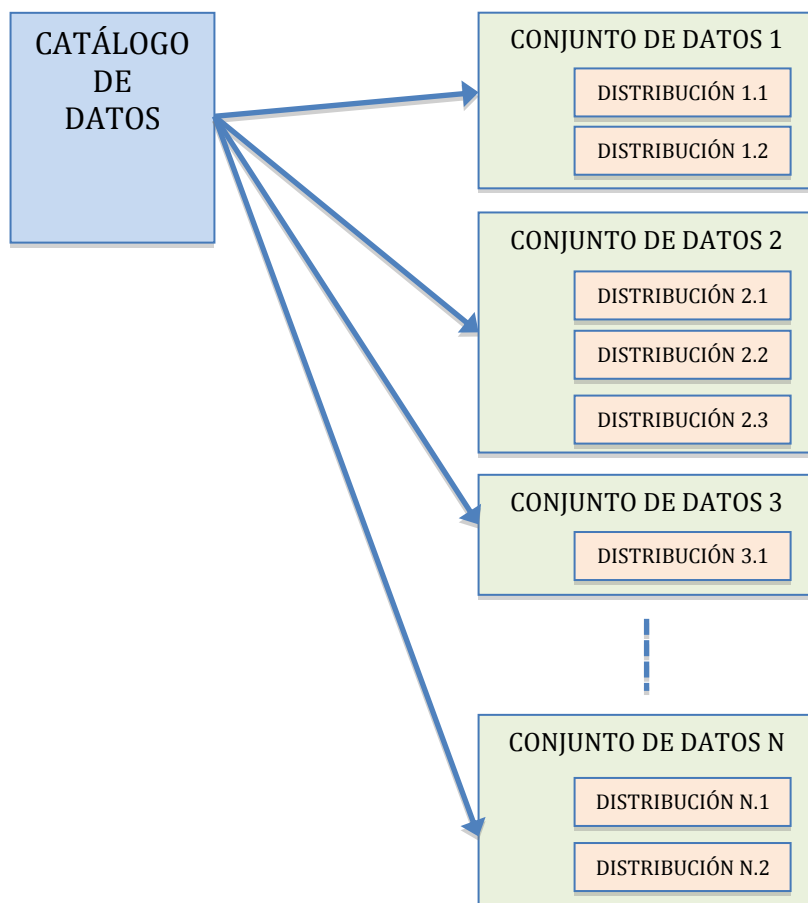 CATÁLOGO
DE
DATOS
CONJUNTO DE DATOS 1
DISTRIBUCIÓN 1.1
DISTRIBUCIÓN 1.2
CONJUNTO DE DATOS 2
DISTRIBUCIÓN 2.1
DISTRIBUCIÓN 2.2
DISTRIBUCIÓN 2.3
CONJUNTO DE DATOS 3
DISTRIBUCIÓN 3.1
CONJUNTO DE DATOS N
DISTRIBUCIÓN N.1
DISTRIBUCIÓN N.2